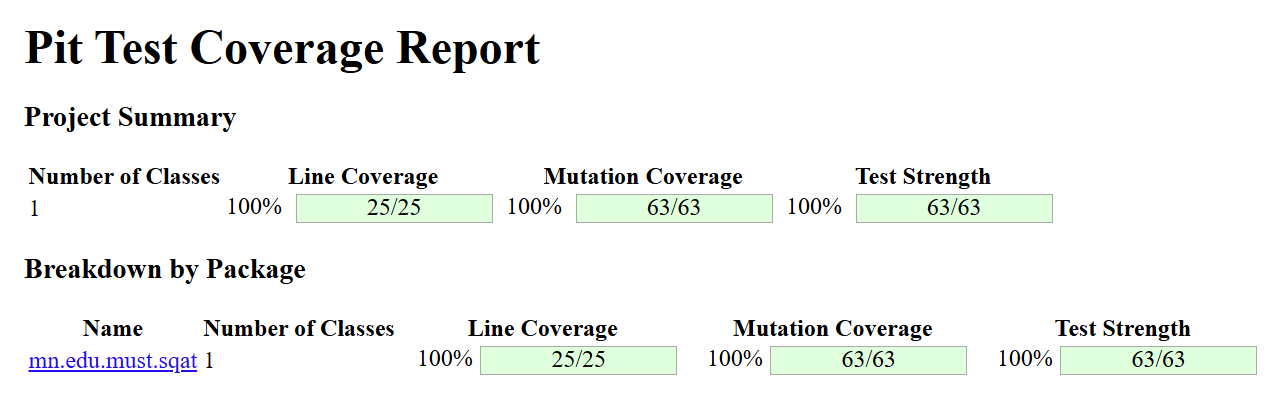 Pit Test Coverage Report
Project Summary
Number of Classes Line Coverage Mutation Coverage Test Strength
1 100% 25/25 100% 63/63 100% 63/63
Breakdown by Package
Name Number of Classes Line Coverage Mutation Coverage Test Strength
mn.edu.must.sqat 1 100% 25/25 100% 63/63 100% 63/63